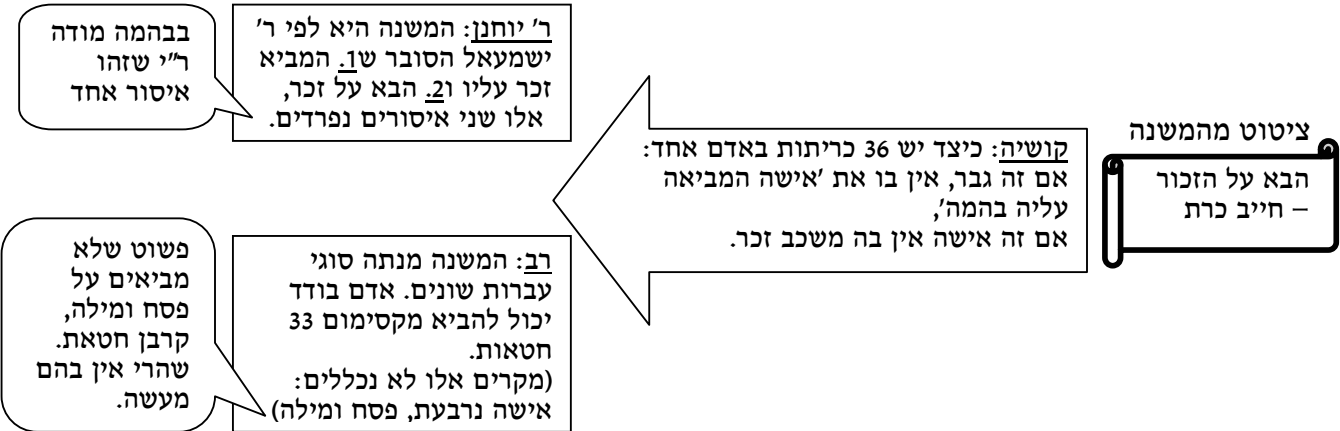 ציטוט מהמשנה
הבא על הזכור
– חייב כרת
קושיה: כיצד יש 36 כריתות באדם אחד:
אם זה גבר, אין בו את 'אישה המביאה
עליה בהמה',
אם זה אישה אין בה משכב זכר.
ר' יוחנן: המשנה היא לפי ר'
ישמעאל הסובר ש1. המביא
זכר עליו ו2. הבא על זכר,
אלו שני איסורים נפרדים.
בבהמה מודה
ר"י שזהו
איסור אחד
רב: המשנה מנתה סוגי
עברות שונים. אדם בודד
יכול להביא מקסימום 33
חטאות.
(מקרים אלו לא נכללים:
אישה נרבעת, פסח ומילה)
פשוט שלא
מביאים על
פסח ומילה,
קרבן חטאת.
שהרי אין בהם
מעשה.